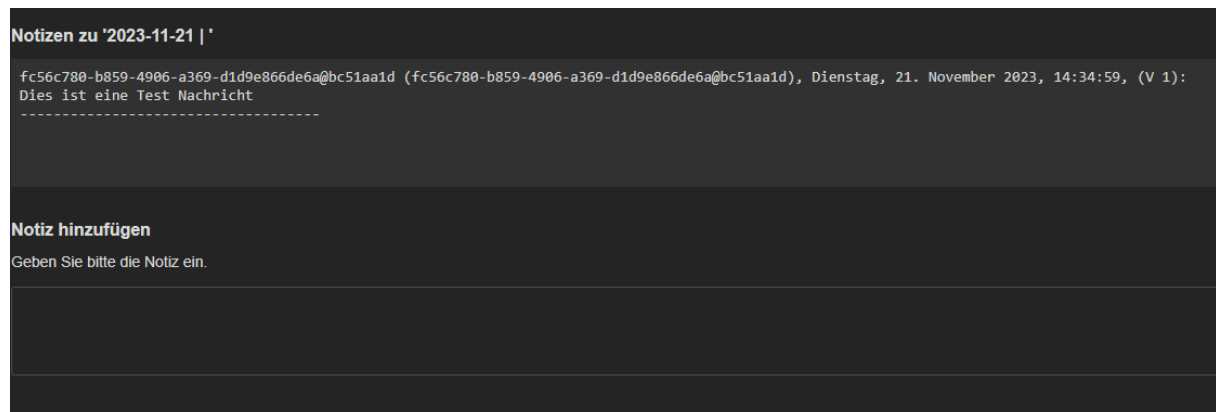 Notizen zu '2023-11-21 | '
fc56c780-b859-4906-a369-d1d9e866de6a@bc51aa1d (fc56c780-b859-4906-a369-d1d9e866de6a@bc51aa1d), Dienstag, 21. November 2023, 14:34:59, (V 1):
Dies ist eine Test Nachricht
------------------------------------
Notiz hinzufügen
Geben Sie bitte die Notiz ein.